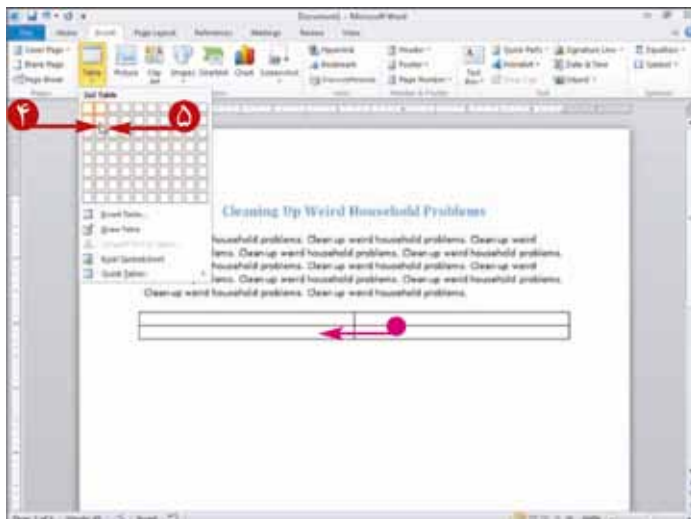 Document1 - Microsoft Word
File Home Insert Page Layout References Mailings Review View
Cover Page Hyperlink Header Quick Parts Signature Line Equation
Blank Page Bookmark Footer WordArt Date & Time Symbol
Page Break Table Picture Clip Art Shapes SmartArt Chart Screenshot Cross-reference Page Number Text Box Drop Cap Object
Pages Links Header & Footer Text Symbols
2x2 Table
۴ ۵
Insert Table...
Draw Table
Excel Spreadsheet
Quick Tables
Cleaning Up Weird Household Problems
household problems. Clean up weird household problems. Clean up weird
problems. Clean up weird household problems. Clean up weird household problems.
household problems. Clean up weird household problems. Clean up weird
problems. Clean up weird household problems. Clean up weird household problems.
Clean up weird household problems. Clean up weird household problems.